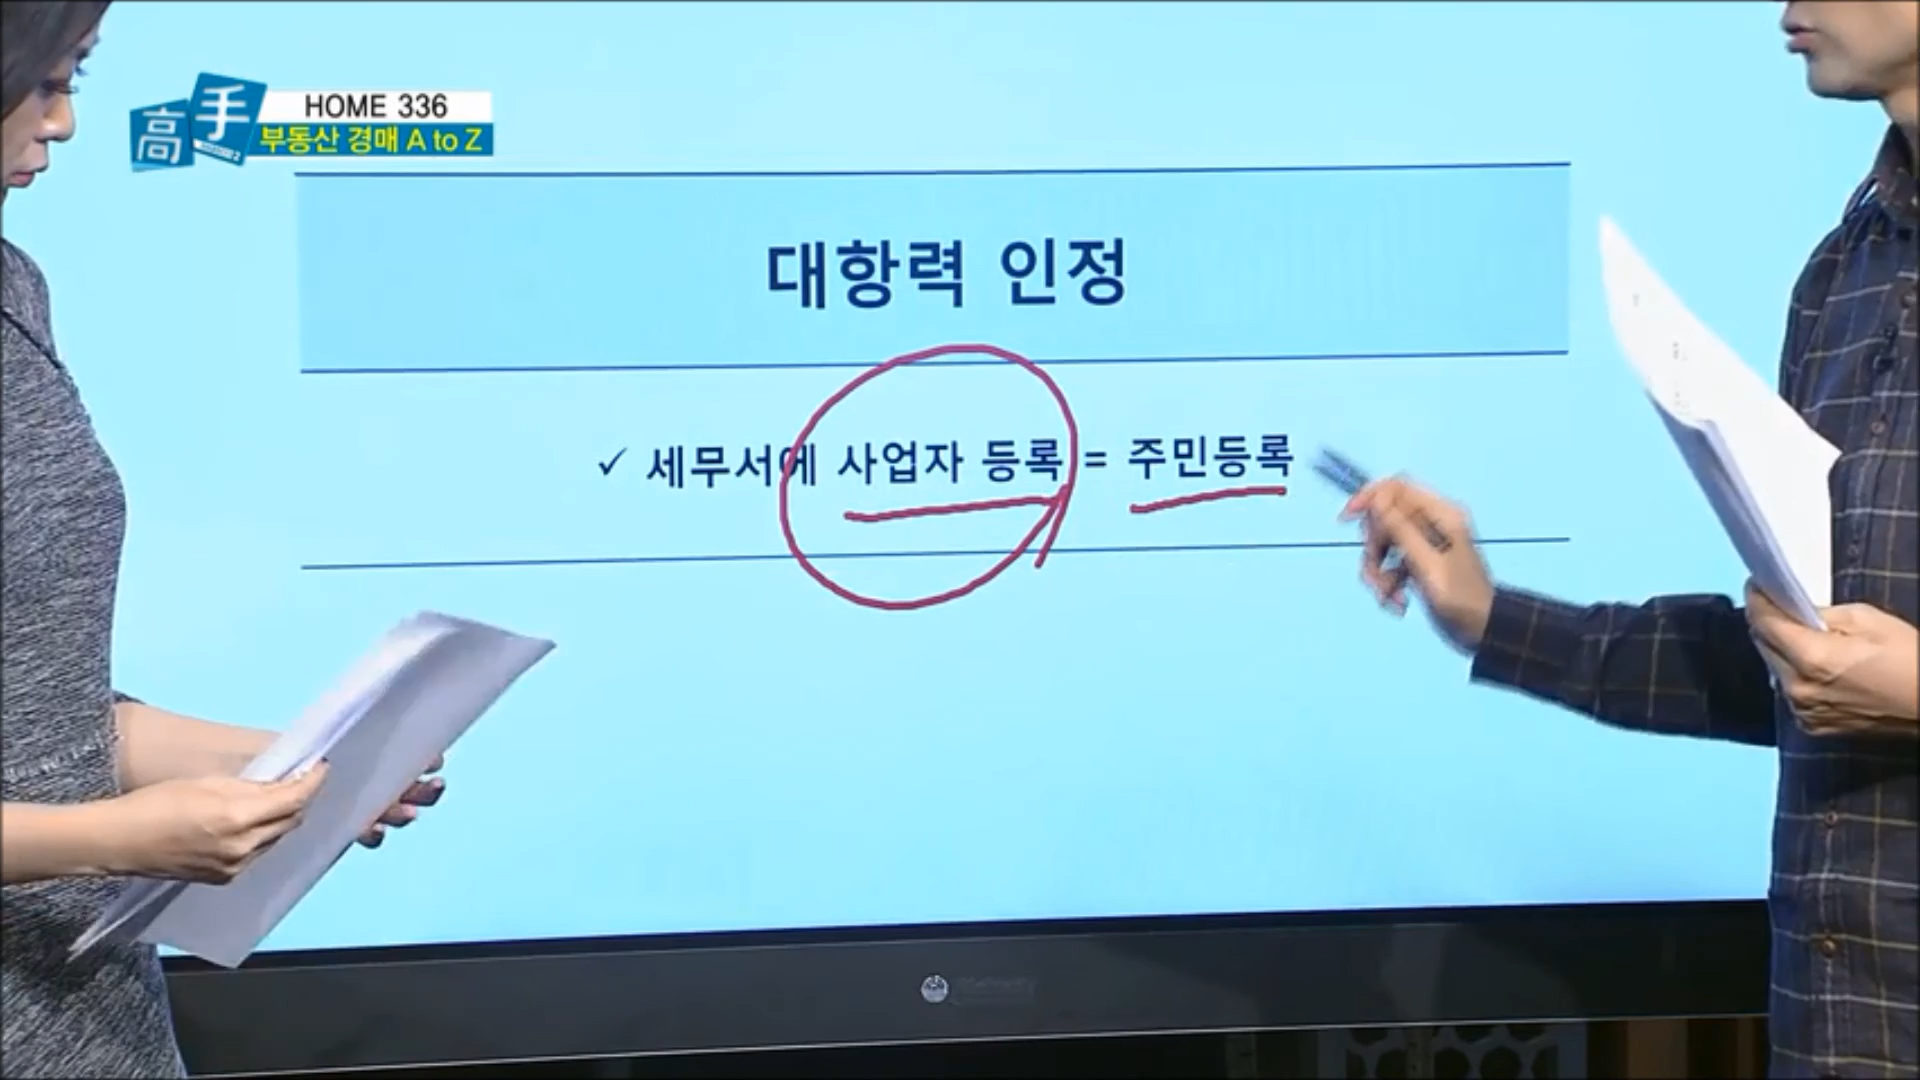 高手
HOME 336
부동산 경매 A to Z
대항력 인정
✓ 세무서에 사업자 등록 = 주민등록